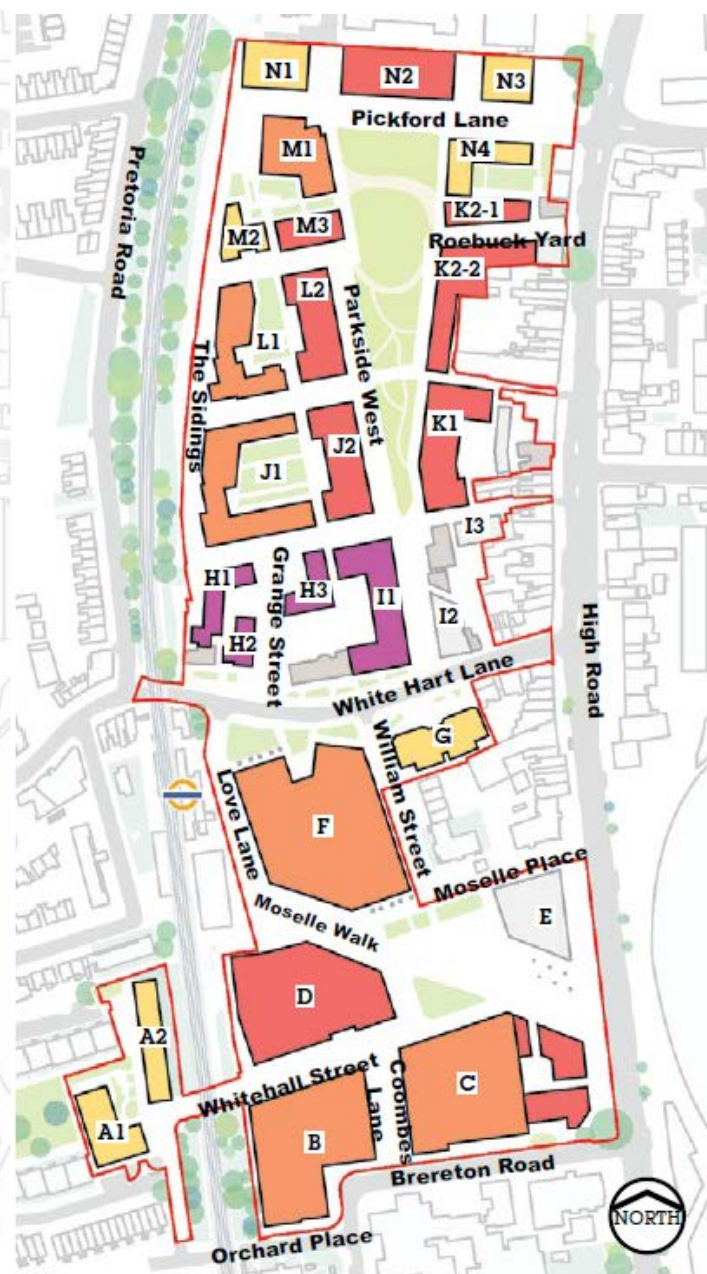 N1
N2
N3
Pickford Lane
M1
N4
Pretoria Road
K2-1
M2
M3
Roebuck Yard
K2-2
L2
L1
Parkside West
The Sidings
K1
J2
J1
I3
Grange Street
H1
H3
I1
I2
H2
High Road
White Hart Lane
William Street
G
Love Lane
F
Moselle Place
Moselle Walk
E
D
A2
Whitehall Street
Coombes
Lane
C
A1
B
Brereton Road
NORTH
Orchard Place